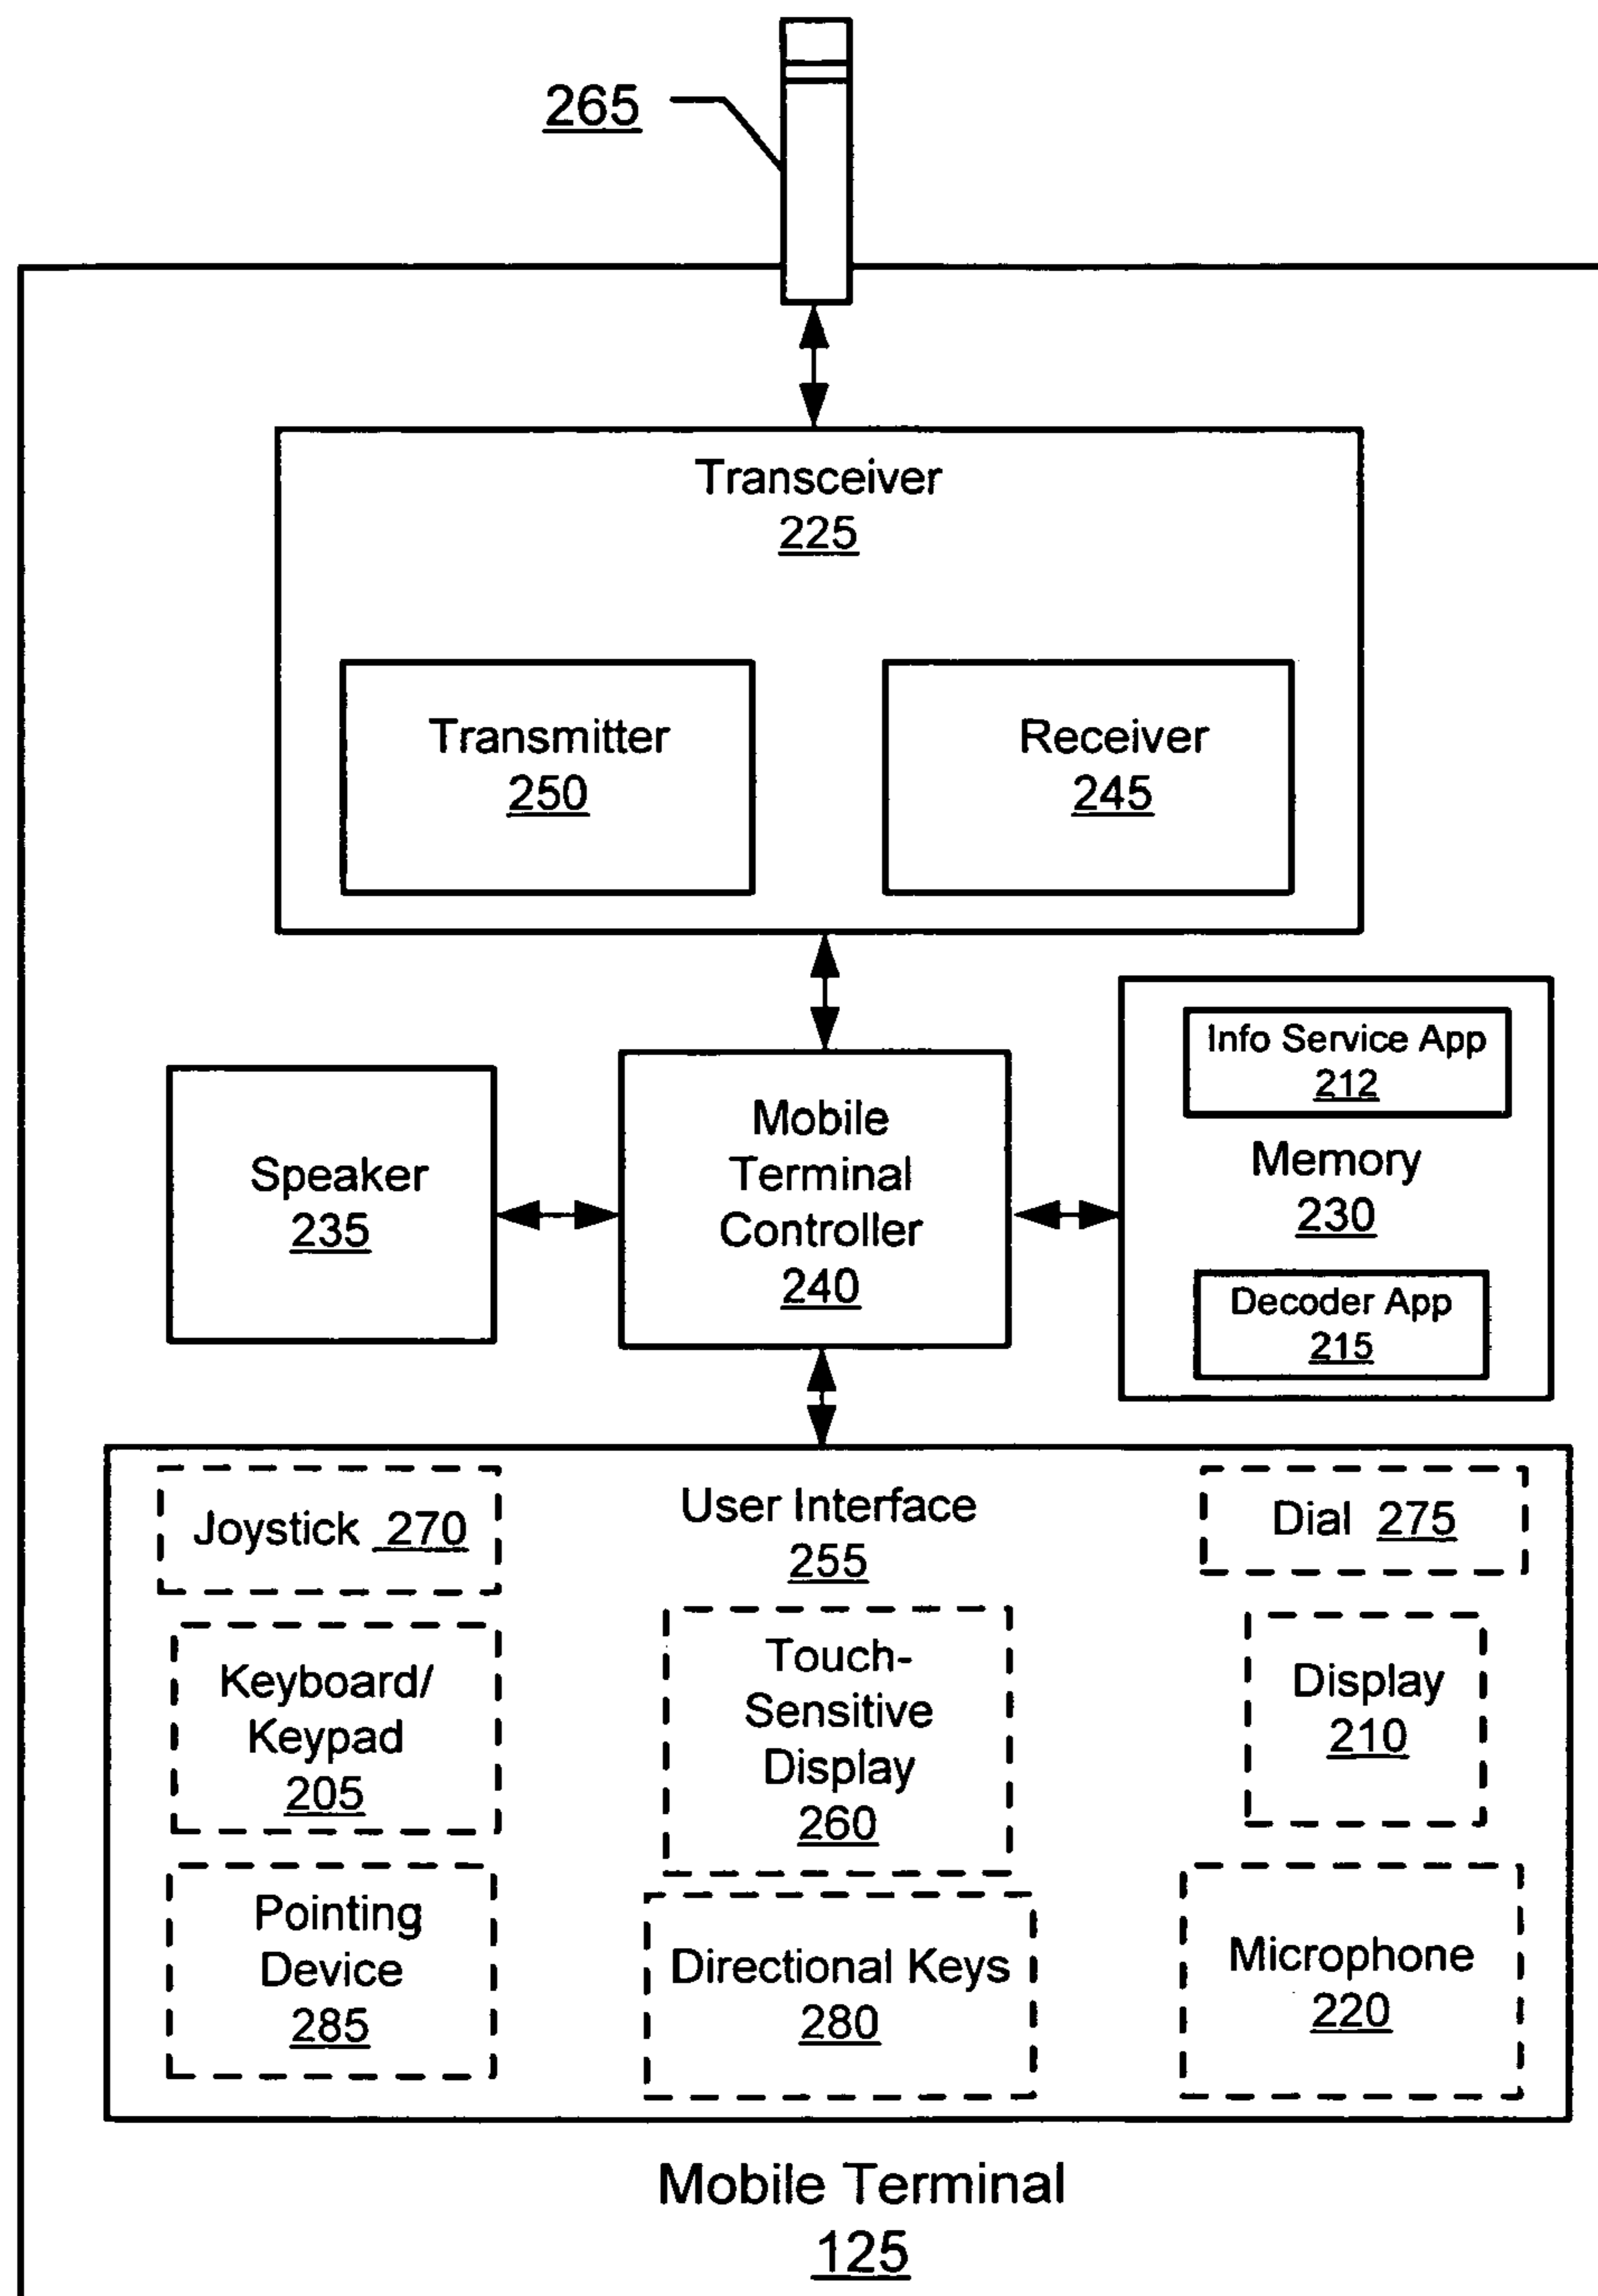 265
Transceiver
225
Transmitter
250
Receiver
245
Info Service App
212
Memory
230
Decoder App
215
Speaker
235
Mobile
Terminal
Controller
240
User Interface
255
Joystick 270
Dial 275
Keyboard/
Keypad
205
Touch-
Sensitive
Display
260
Display
210
Pointing
Device
285
Directional Keys
280
Microphone
220
Mobile Terminal
125